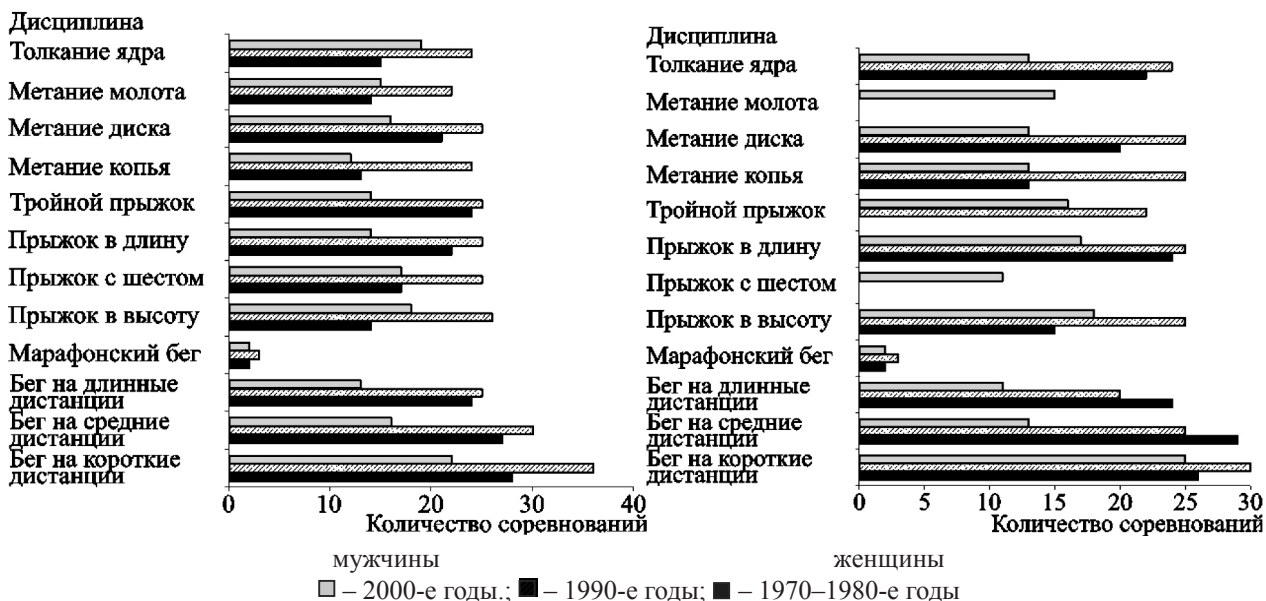 Дисциплина
Толкание ядра
Метание молота
Метание диска
Метание копья
Тройной прыжок
Прыжок в длину
Прыжок с шестом
Прыжок в высоту
Марафонский бег
Бег на длинные
дистанции
Бег на средние
дистанции
Бег на короткие
дистанции
0 10 20 30 40
Количество соревнований
мужчины
Дисциплина
Толкание ядра
Метание молота
Метание диска
Метание копья
Тройной прыжок
Прыжок в длину
Прыжок с шестом
Прыжок в высоту
Марафонский бег
Бег на длинные
дистанции
Бег на средние
дистанции
Бег на короткие
дистанции
0 5 10 15 20 25 30
Количество соревнований
женщины
– 2000-е годы.; – 1990-е годы; – 1970–1980-е годы